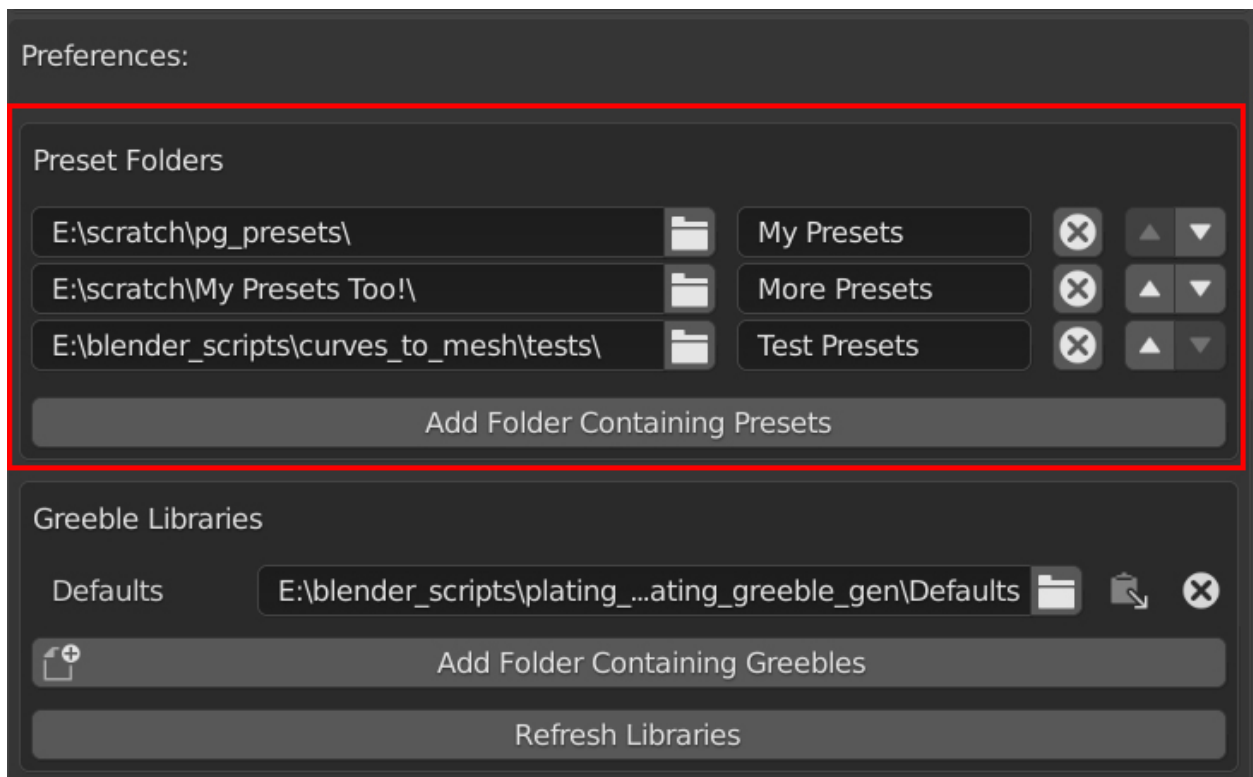 Preferences:
Preset Folders
E:\scratch\pg_presets\ My Presets
E:\scratch\My Presets Too!\ More Presets
E:\blender_scripts\curves_to_mesh\tests\ Test Presets
Add Folder Containing Presets
Greeble Libraries
Defaults E:\blender_scripts\plating_...ating_greeble_gen\Defaults
Add Folder Containing Greebles
Refresh Libraries